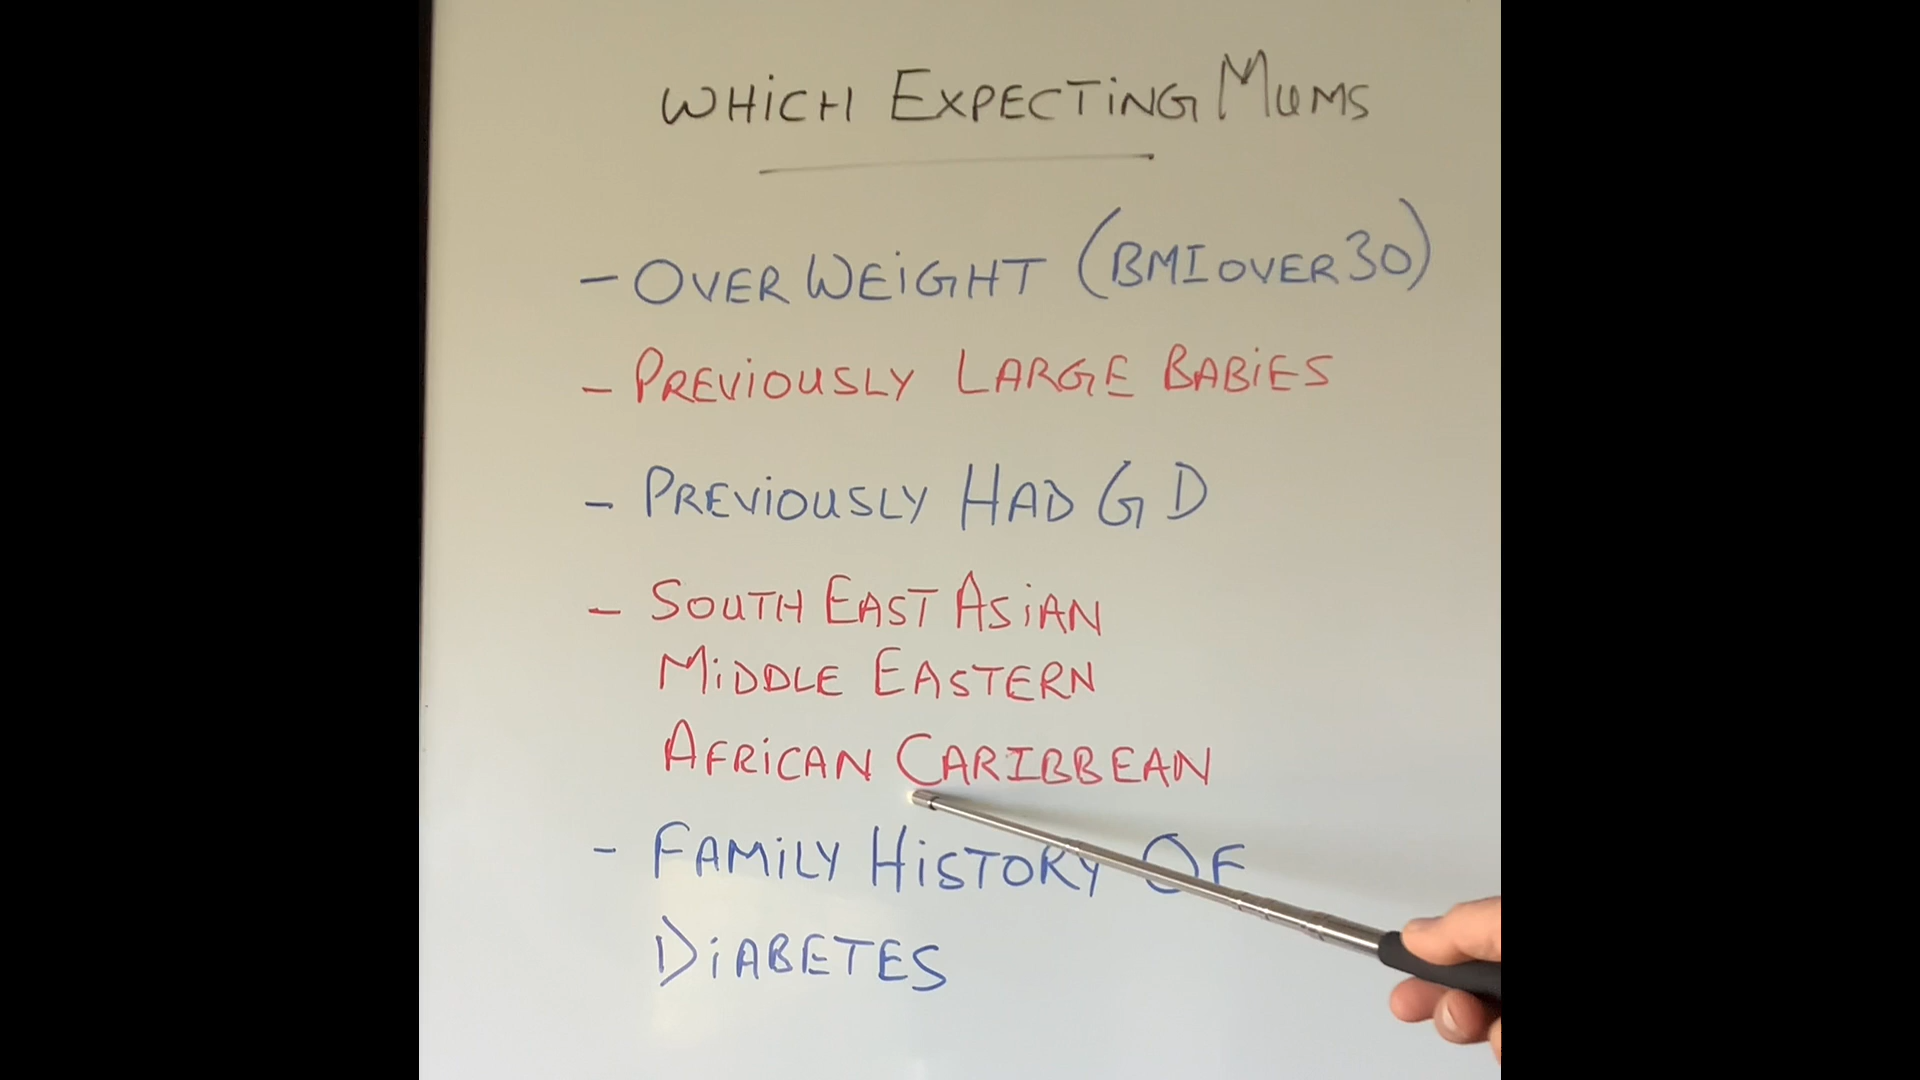 WHiCH EXPECTiNG MUMS
- OVERWEiGHT (BMI OVER 30)
- PREViOUSLY LARGE BABiES
- PREViOUSLY HAD GD
- SOUTH EAST ASiAN
MiDDLE EASTERN
AFRiCAN CARIBBEAN
- FAMiLY HiSTORY OF
DiABETES